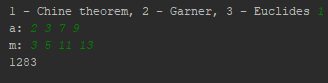 1 - Chine theorem, 2 - Garner, 3 - Euclides 1
a: 2 3 7 9
m: 3 5 11 13
1283